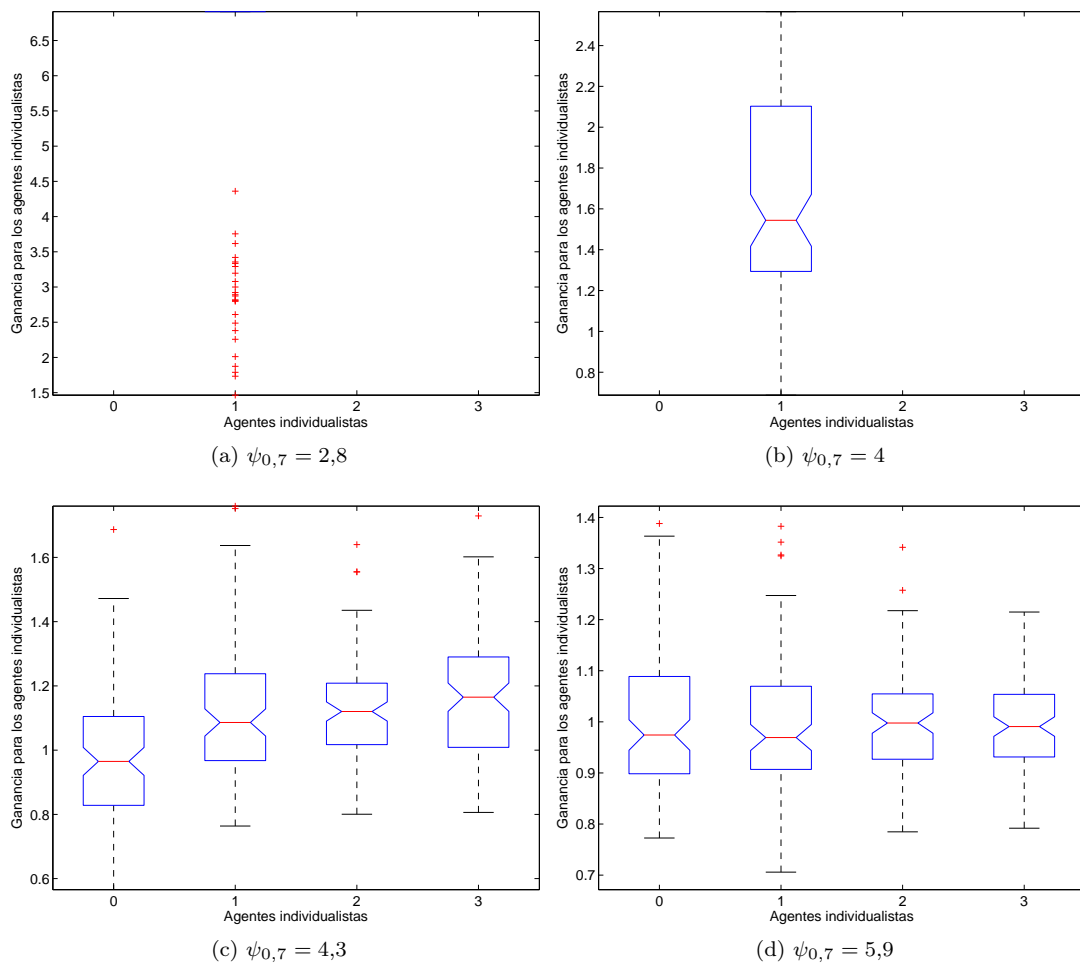 6.5
6
5.5
5
4.5
4
3.5
3
2.5
2
1.5
Ganancia para los agentes individualistas
0 1 2 3
Agentes individualistas
(a) ψ0,7 = 2,8
2.4
2.2
2
1.8
1.6
1.4
1.2
1
0.8
Ganancia para los agentes individualistas
0 1 2 3
Agentes individualistas
(b) ψ0,7 = 4
1.6
1.4
1.2
1
0.8
0.6
Ganancia para los agentes individualistas
0 1 2 3
Agentes individualistas
(c) ψ0,7 = 4,3
1.4
1.3
1.2
1.1
1
0.9
0.8
0.7
Ganancia para los agentes individualistas
0 1 2 3
Agentes individualistas
(d) ψ0,7 = 5,9